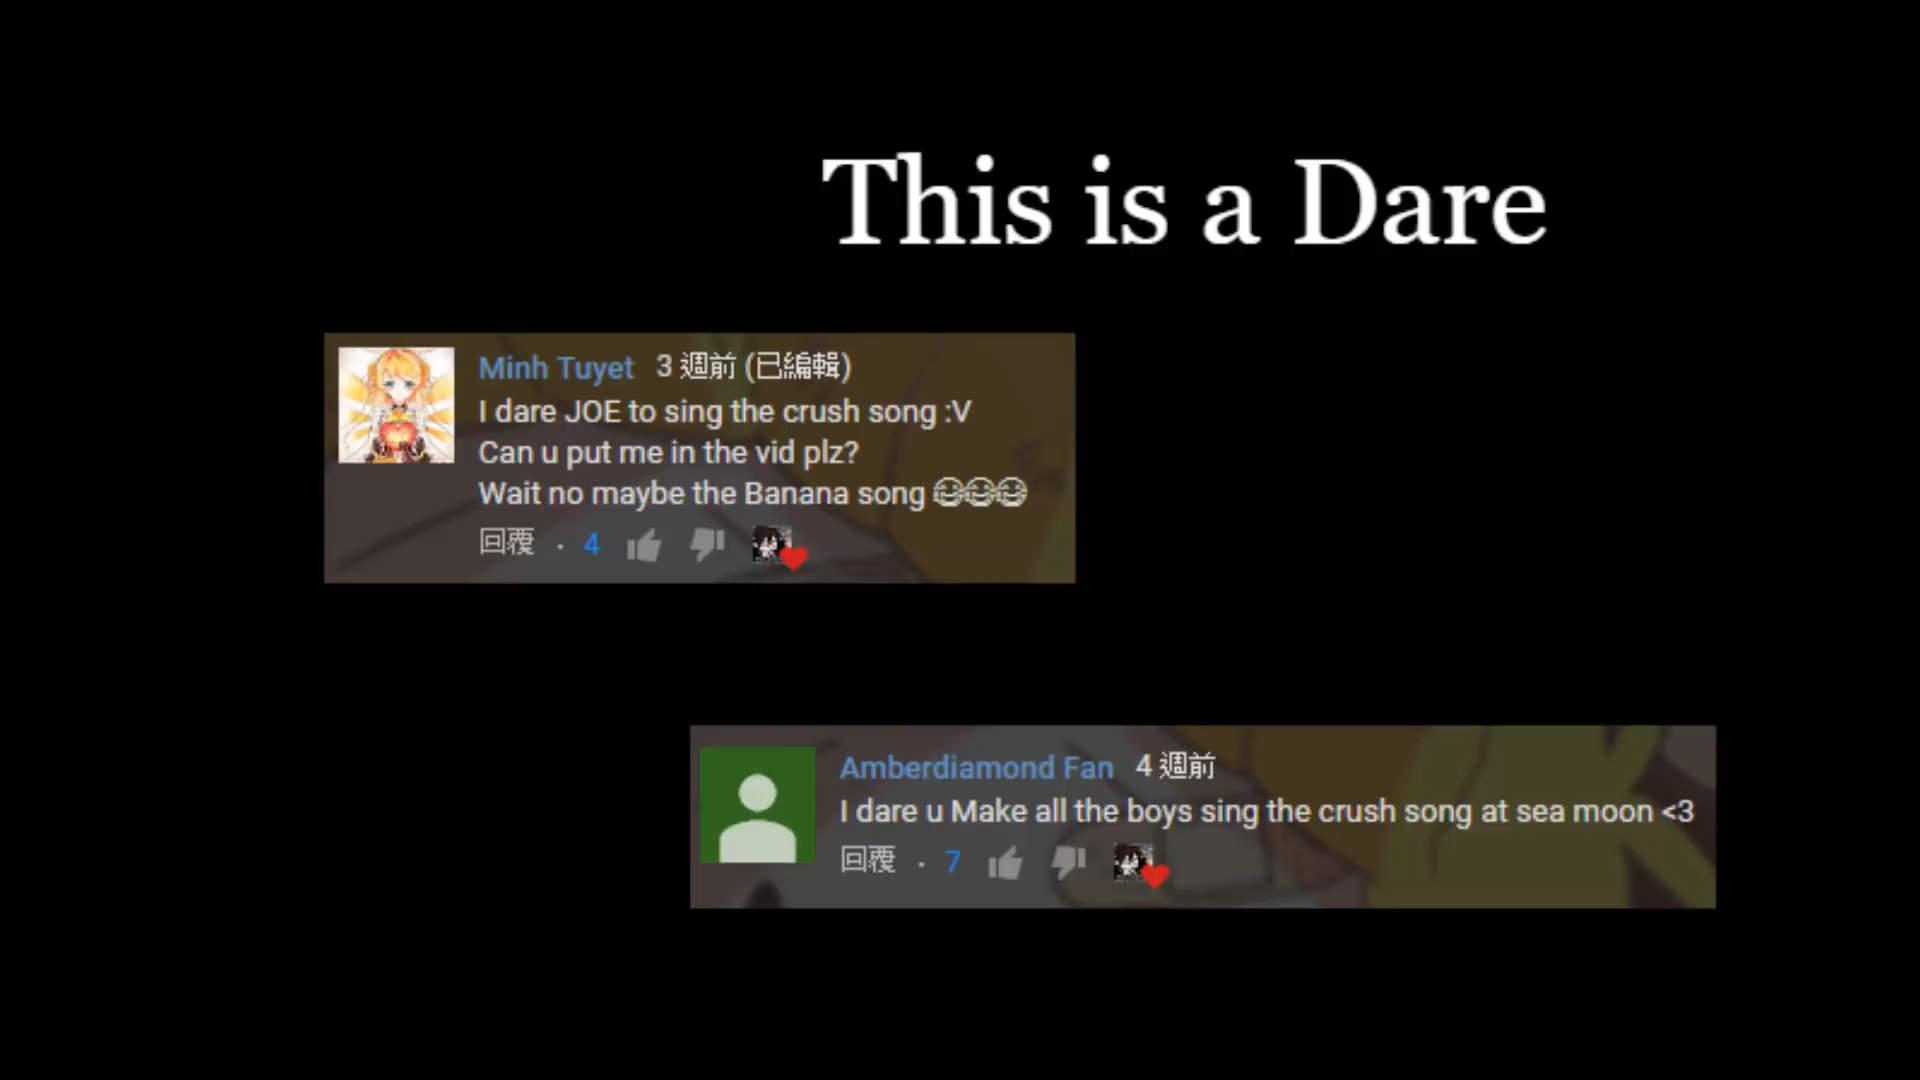 This is a Dare
Minh Tuyet 3 週前 (已編輯)
I dare JOE to sing the crush song :V
Can u put me in the vid plz?
Wait no maybe the Banana song 😂😂😂
回覆 · 4
Amberdiamond Fan 4 週前
I dare u Make all the boys sing the crush song at sea moon <3
回覆 · 7